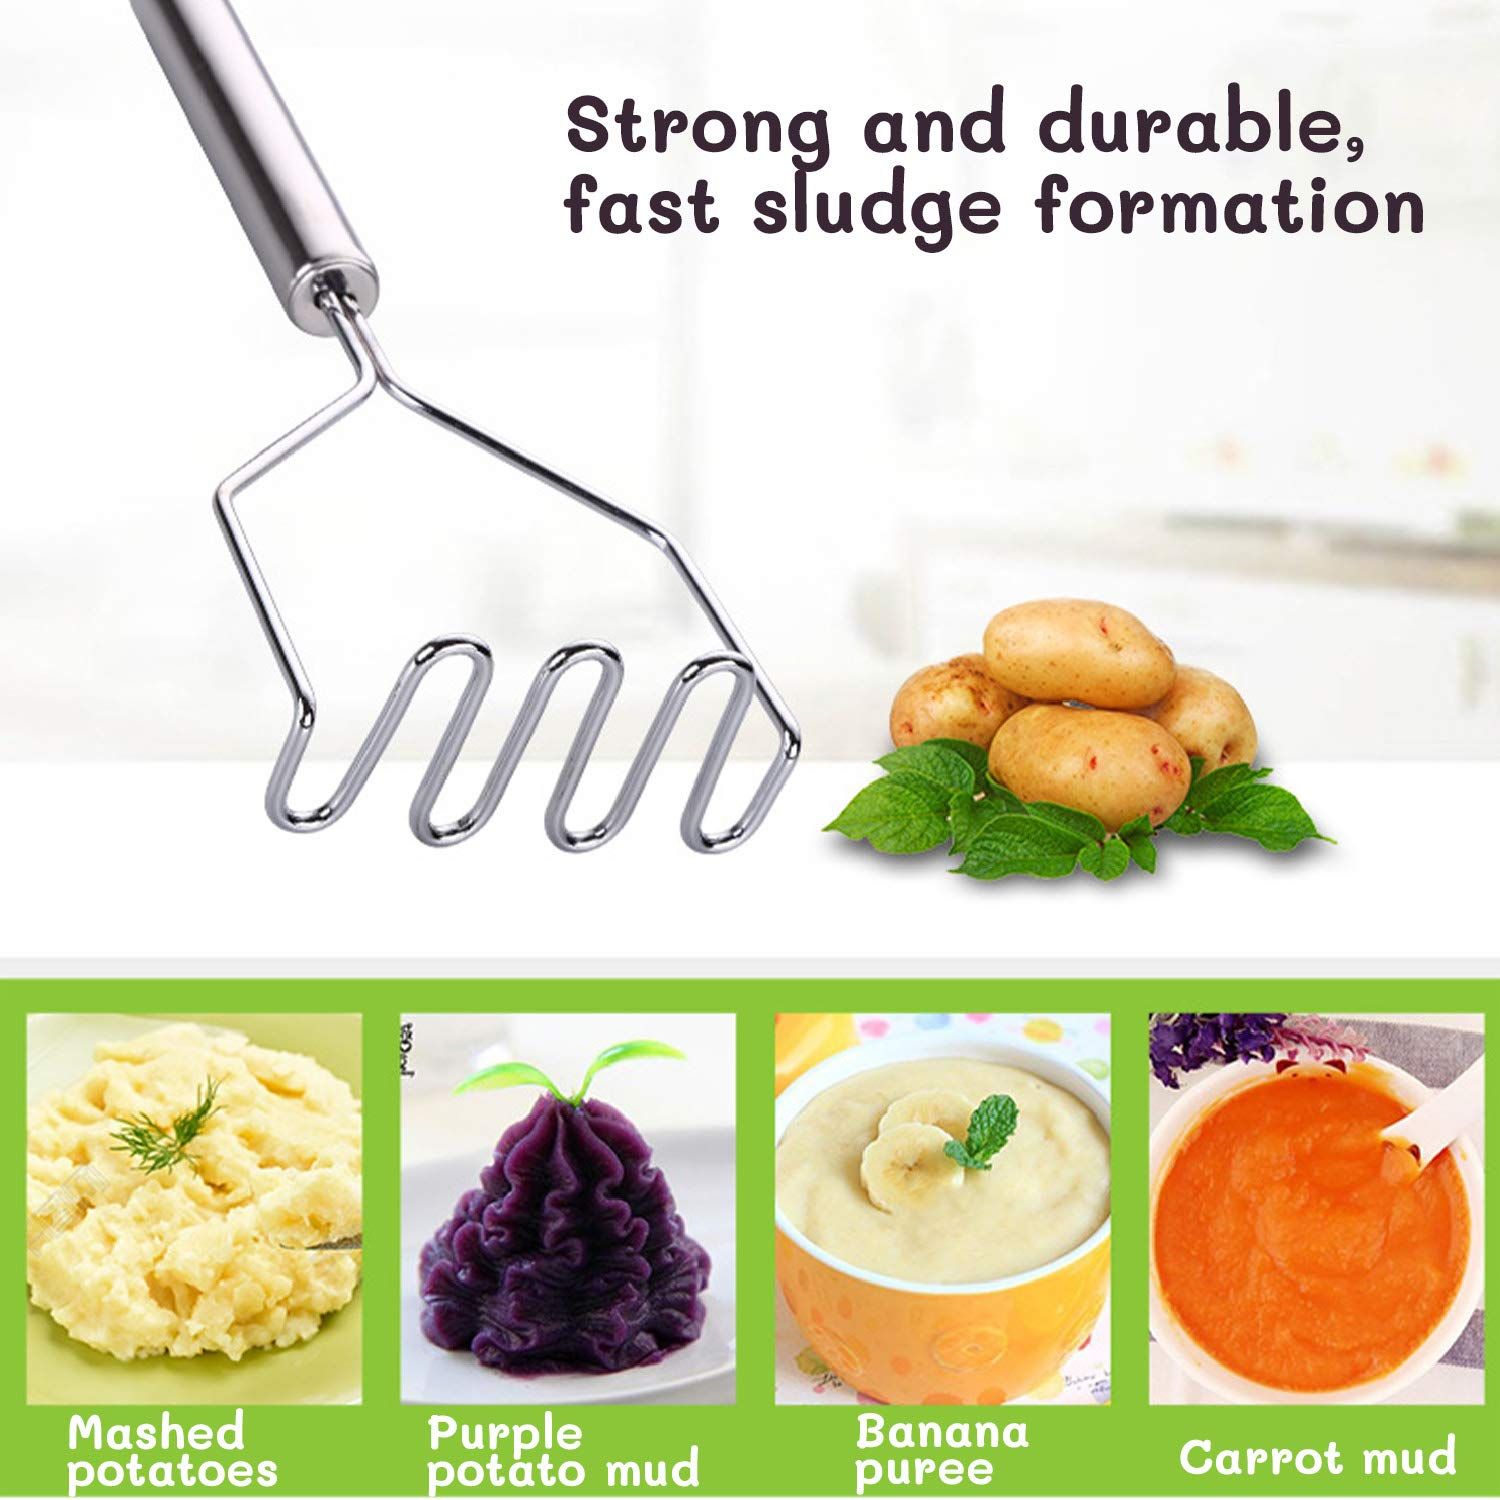 Strong and durable,
fast sludge formation
Mashed
potatoes
Purple
potato mud
Banana
puree
Carrot mud